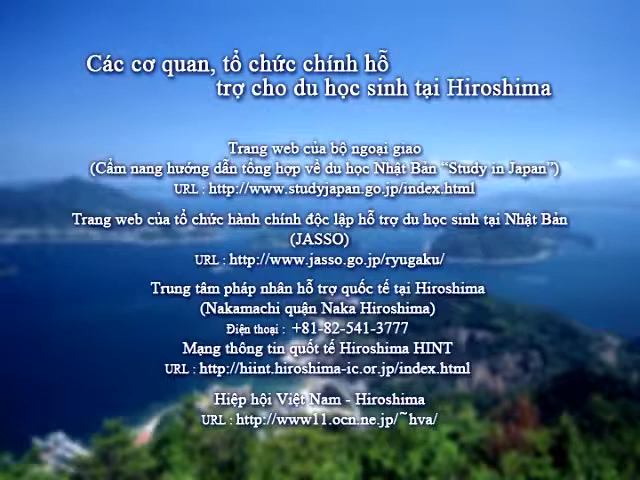 Các cơ quan, tổ chức chính hỗ
trợ cho du học sinh tại Hiroshima
Trang web của bộ ngoại giao
(Cẩm nang hướng dẫn tổng hợp về du học Nhật Bản “Study in Japan”)
URL : http://www.studyjapan.go.jp/index.html
Trang web của tổ chức hành chính độc lập hỗ trợ du học sinh tại Nhật Bản
(JASSO)
URL : http://www.jasso.go.jp/ryugaku/
Trung tâm pháp nhân hỗ trợ quốc tế tại Hiroshima
(Nakamachi quận Naka Hiroshima)
Điện thoại : +81-82-541-3777
Mạng thông tin quốt tế Hiroshima HINT
URL : http://hiint.hiroshima-ic.or.jp/index.html
Hiệp hội Việt Nam - Hiroshima
URL : http://www11.ocn.ne.jp/~hva/